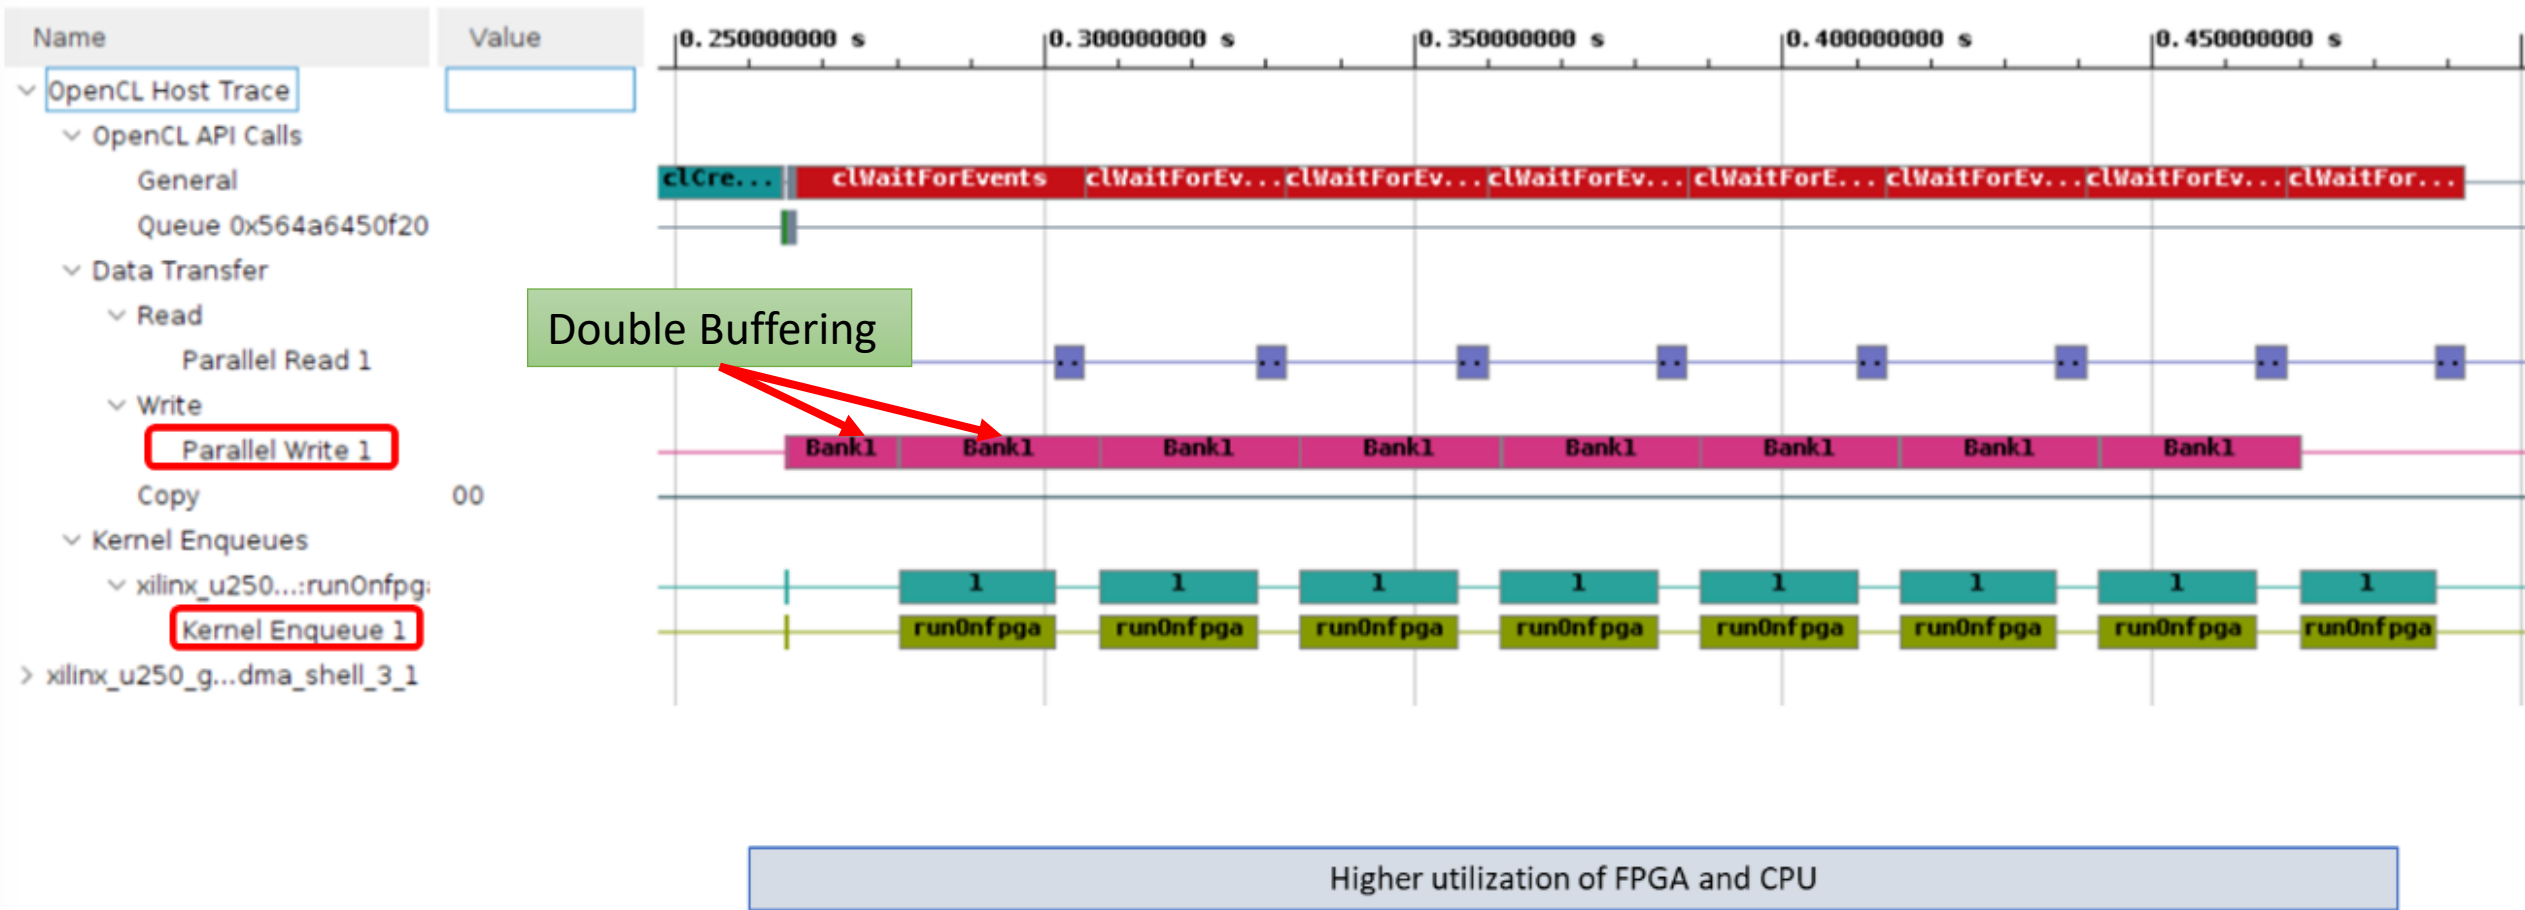 Name Value 0.250000000 s 0.300000000 s 0.350000000 s 0.400000000 s 0.450000000 s
OpenCL Host Trace
OpenCL API Calls
General clCre... clWaitForEvents clWaitForEv... clWaitForEv... clWaitForEv... clWaitForE... clWaitForEv... clWaitForEv... clWaitFor...
Queue 0x564a6450f20
Data Transfer
Read
Double Buffering
Parallel Read 1 .. .. .. .. .. .. .. ..
Write
Parallel Write 1 Bank1 Bank1 Bank1 Bank1 Bank1 Bank1 Bank1 Bank1
Copy 00
Kernel Enqueues
xilinx_u250...:runOnfpg 1 1 1 1 1 1 1 1
Kernel Enqueue 1 runOnfpga runOnfpga runOnfpga runOnfpga runOnfpga runOnfpga runOnfpga runOnfpga
xilinx_u250_g...dma_shell_3_1
Higher utilization of FPGA and CPU